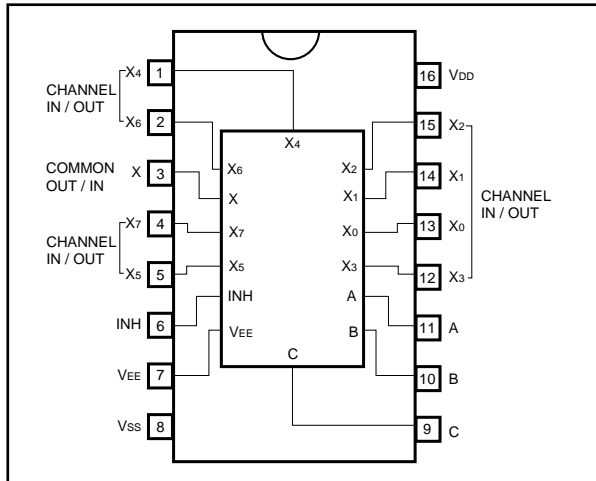 X4 1
CHANNEL
IN / OUT
X6 2
COMMON
OUT / IN
X 3
X7 4
CHANNEL
IN / OUT
X5 5
INH 6
VEE 7
VSS 8
X4
X6
X
X7
X5
INH
VEE
C
X2
X1
X0
X3
A
B
16 VDD
15 X2
14 X1
CHANNEL
IN / OUT
13 X0
12 X3
11 A
10 B
9 C